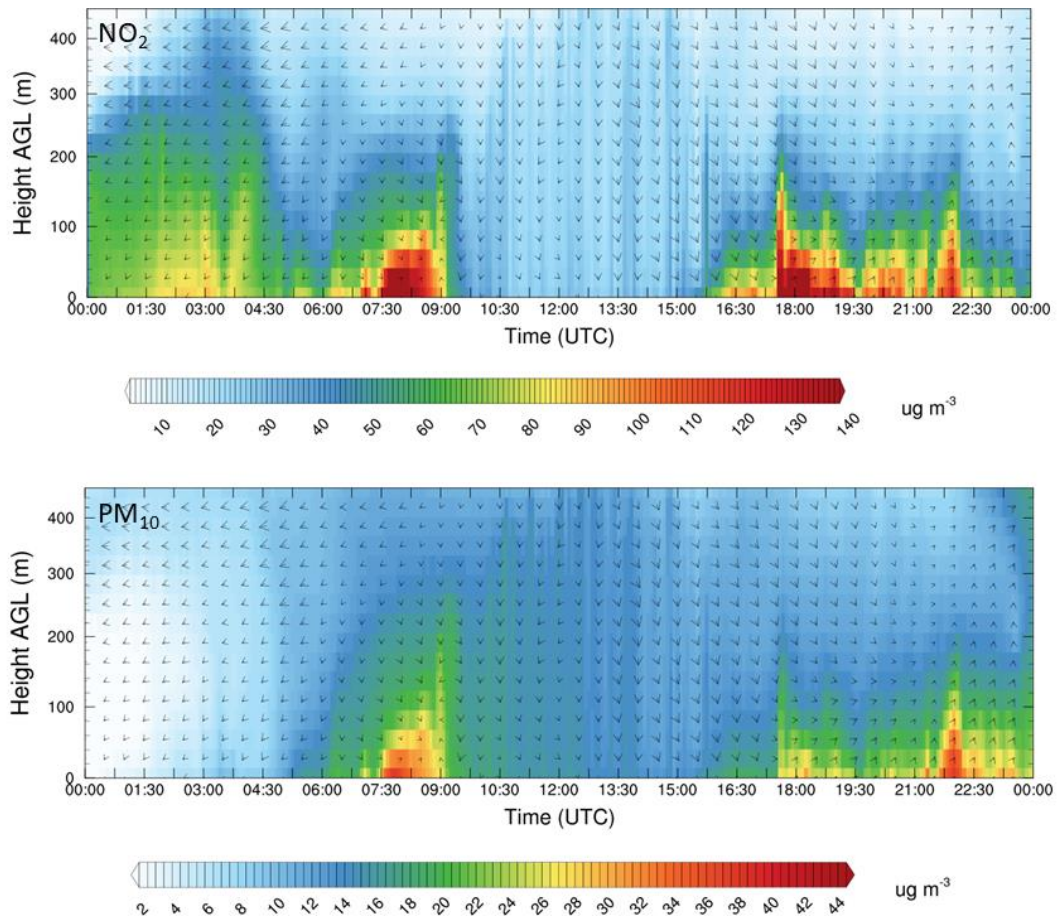 NO₂
400
300
200
100
0
Height AGL (m)
00:00 01:30 03:00 04:30 06:00 07:30 09:00 10:30 12:00 13:30 15:00 16:30 18:00 19:30 21:00 22:30 00:00
Time (UTC)
10 20 30 40 50 60 70 80 90 100 110 120 130 140
ug m⁻³
PM₁₀
400
300
200
100
0
Height AGL (m)
00:00 01:30 03:00 04:30 06:00 07:30 09:00 10:30 12:00 13:30 15:00 16:30 18:00 19:30 21:00 22:30 00:00
Time (UTC)
2 4 6 8 10 12 14 16 18 20 22 24 26 28 30 32 34 36 38 40 42 44
ug m⁻³